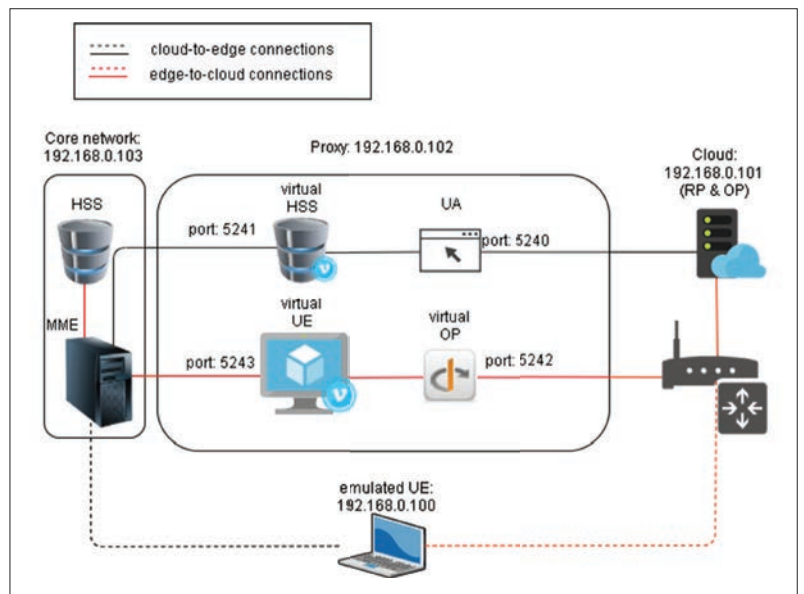 cloud-to-edge connections
edge-to-cloud connections
Core network:
192.168.0.103
Proxy: 192.168.0.102
Cloud:
192.168.0.101
(RP & OP)
HSS
virtual
HSS
UA
port: 5241
port: 5240
MME
virtual
UE
virtual
OP
port: 5243
port: 5242
emulated UE:
192.168.0.100